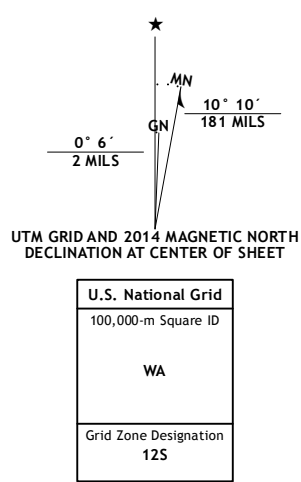 ★
MN
GN
10° 10´
181 MILS
0° 6´
2 MILS
UTM GRID AND 2014 MAGNETIC NORTH
DECLINATION AT CENTER OF SHEET
U.S. National Grid
100,000-m Square ID
WA
Grid Zone Designation
12S